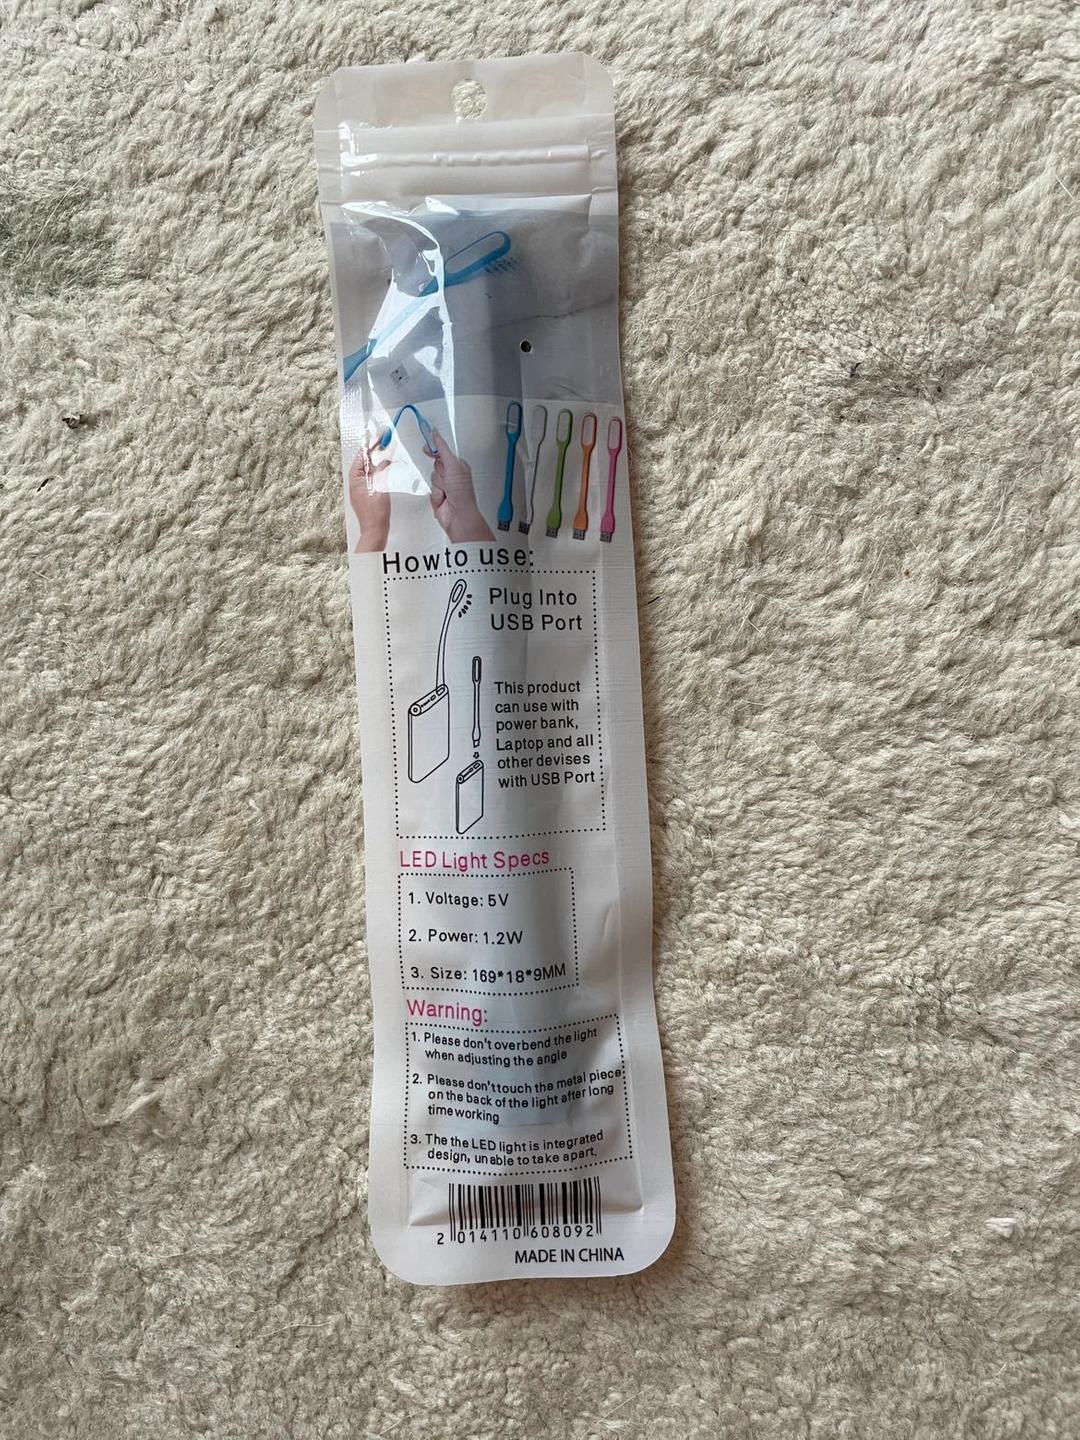 How to use:
Plug Into
USB Port
This product
can use with
power bank,
Laptop and all
other devises
with USB Port
LED Light Specs
1. Voltage: 5V
2. Power: 1.2W
3. Size: 169*18*9MM
Warning:
1. Please don't overbend the light
when adjusting the angle
2. Please don't touch the metal piece
on the back of the light after long
time working
3. The the LED light is integrated
design, unable to take apart.
2 014110 608092
MADE IN CHINA